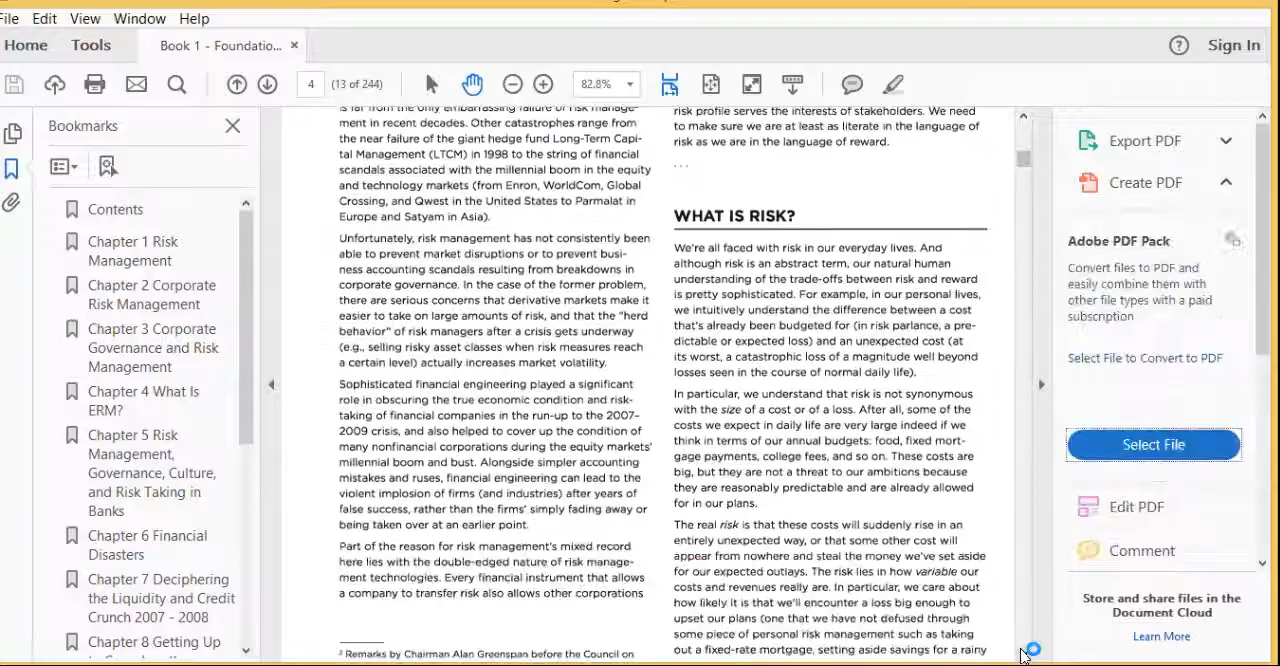 File Edit View Window Help
Home Tools Book 1 - Foundatio... × Sign In
4 (13 of 244) 82.8%
Bookmarks
Contents
Chapter 1 Risk
Management
Chapter 2 Corporate
Risk Management
Chapter 3 Corporate
Governance and Risk
Management
Chapter 4 What Is
ERM?
Chapter 5 Risk
Management,
Governance, Culture,
and Risk Taking in
Banks
Chapter 6 Financial
Disasters
Chapter 7 Deciphering
the Liquidity and Credit
Crunch 2007 - 2008
Chapter 8 Getting Up
is far from the only embarrassing failure of risk manage-
ment in recent decades. Other catastrophes range from
the near failure of the giant hedge fund Long-Term Capi-
tal Management (LTCM) in 1998 to the string of financial
scandals associated with the millennial boom in the equity
and technology markets (from Enron, WorldCom, Global
Crossing, and Qwest in the United States to Parmalat in
Europe and Satyam in Asia).
Unfortunately, risk management has not consistently been
able to prevent market disruptions or to prevent busi-
ness accounting scandals resulting from breakdowns in
corporate governance. In the case of the former problem,
there are serious concerns that derivative markets make it
easier to take on large amounts of risk, and that the “herd
behavior” of risk managers after a crisis gets underway
(e.g., selling risky asset classes when risk measures reach
a certain level) actually increases market volatility.
Sophisticated financial engineering played a significant
role in obscuring the true economic condition and risk-
taking of financial companies in the run-up to the 2007–
2009 crisis, and also helped to cover up the condition of
many nonfinancial corporations during the equity markets’
millennial boom and bust. Alongside simpler accounting
mistakes and ruses, financial engineering can lead to the
violent implosion of firms (and industries) after years of
false success, rather than the firms’ simply fading away or
being taken over at an earlier point.
Part of the reason for risk management’s mixed record
here lies with the double-edged nature of risk manage-
ment technologies. Every financial instrument that allows
a company to transfer risk also allows other corporations
2 Remarks by Chairman Alan Greenspan before the Council on
risk profile serves the interests of stakeholders. We need
to make sure we are at least as literate in the language of
risk as we are in the language of reward.
. . .
WHAT IS RISK?
We’re all faced with risk in our everyday lives. And
although risk is an abstract term, our natural human
understanding of the trade-offs between risk and reward
is pretty sophisticated. For example, in our personal lives,
we intuitively understand the difference between a cost
that’s already been budgeted for (in risk parlance, a pre-
dictable or expected loss) and an unexpected cost (at
its worst, a catastrophic loss of a magnitude well beyond
losses seen in the course of normal daily life).
In particular, we understand that risk is not synonymous
with the size of a cost or of a loss. After all, some of the
costs we expect in daily life are very large indeed if we
think in terms of our annual budgets: food, fixed mort-
gage payments, college fees, and so on. These costs are
big, but they are not a threat to our ambitions because
they are reasonably predictable and are already allowed
for in our plans.
The real risk is that these costs will suddenly rise in an
entirely unexpected way, or that some other cost will
appear from nowhere and steal the money we’ve set aside
for our expected outlays. The risk lies in how variable our
costs and revenues really are. In particular, we care about
how likely it is that we’ll encounter a loss big enough to
upset our plans (one that we have not defused through
some piece of personal risk management such as taking
out a fixed-rate mortgage, setting aside savings for a rainy
Export PDF
Create PDF
Adobe PDF Pack
Convert files to PDF and
easily combine them with
other file types with a paid
subscription
Select File to Convert to PDF
Select File
Edit PDF
Comment
Store and share files in the
Document Cloud
Learn More